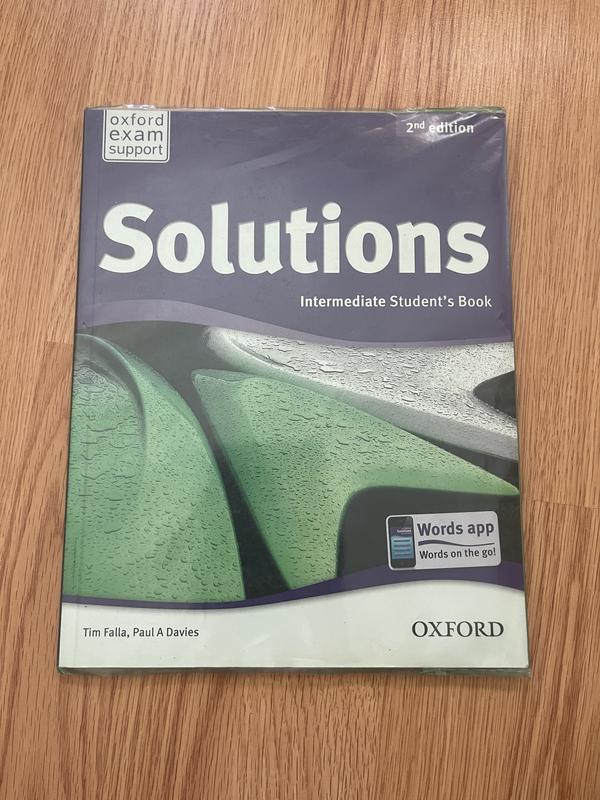 oxford
exam
support
2nd edition
Solutions
Intermediate Student's Book
Words app
Words on the go!
Tim Falla, Paul A Davies
OXFORD